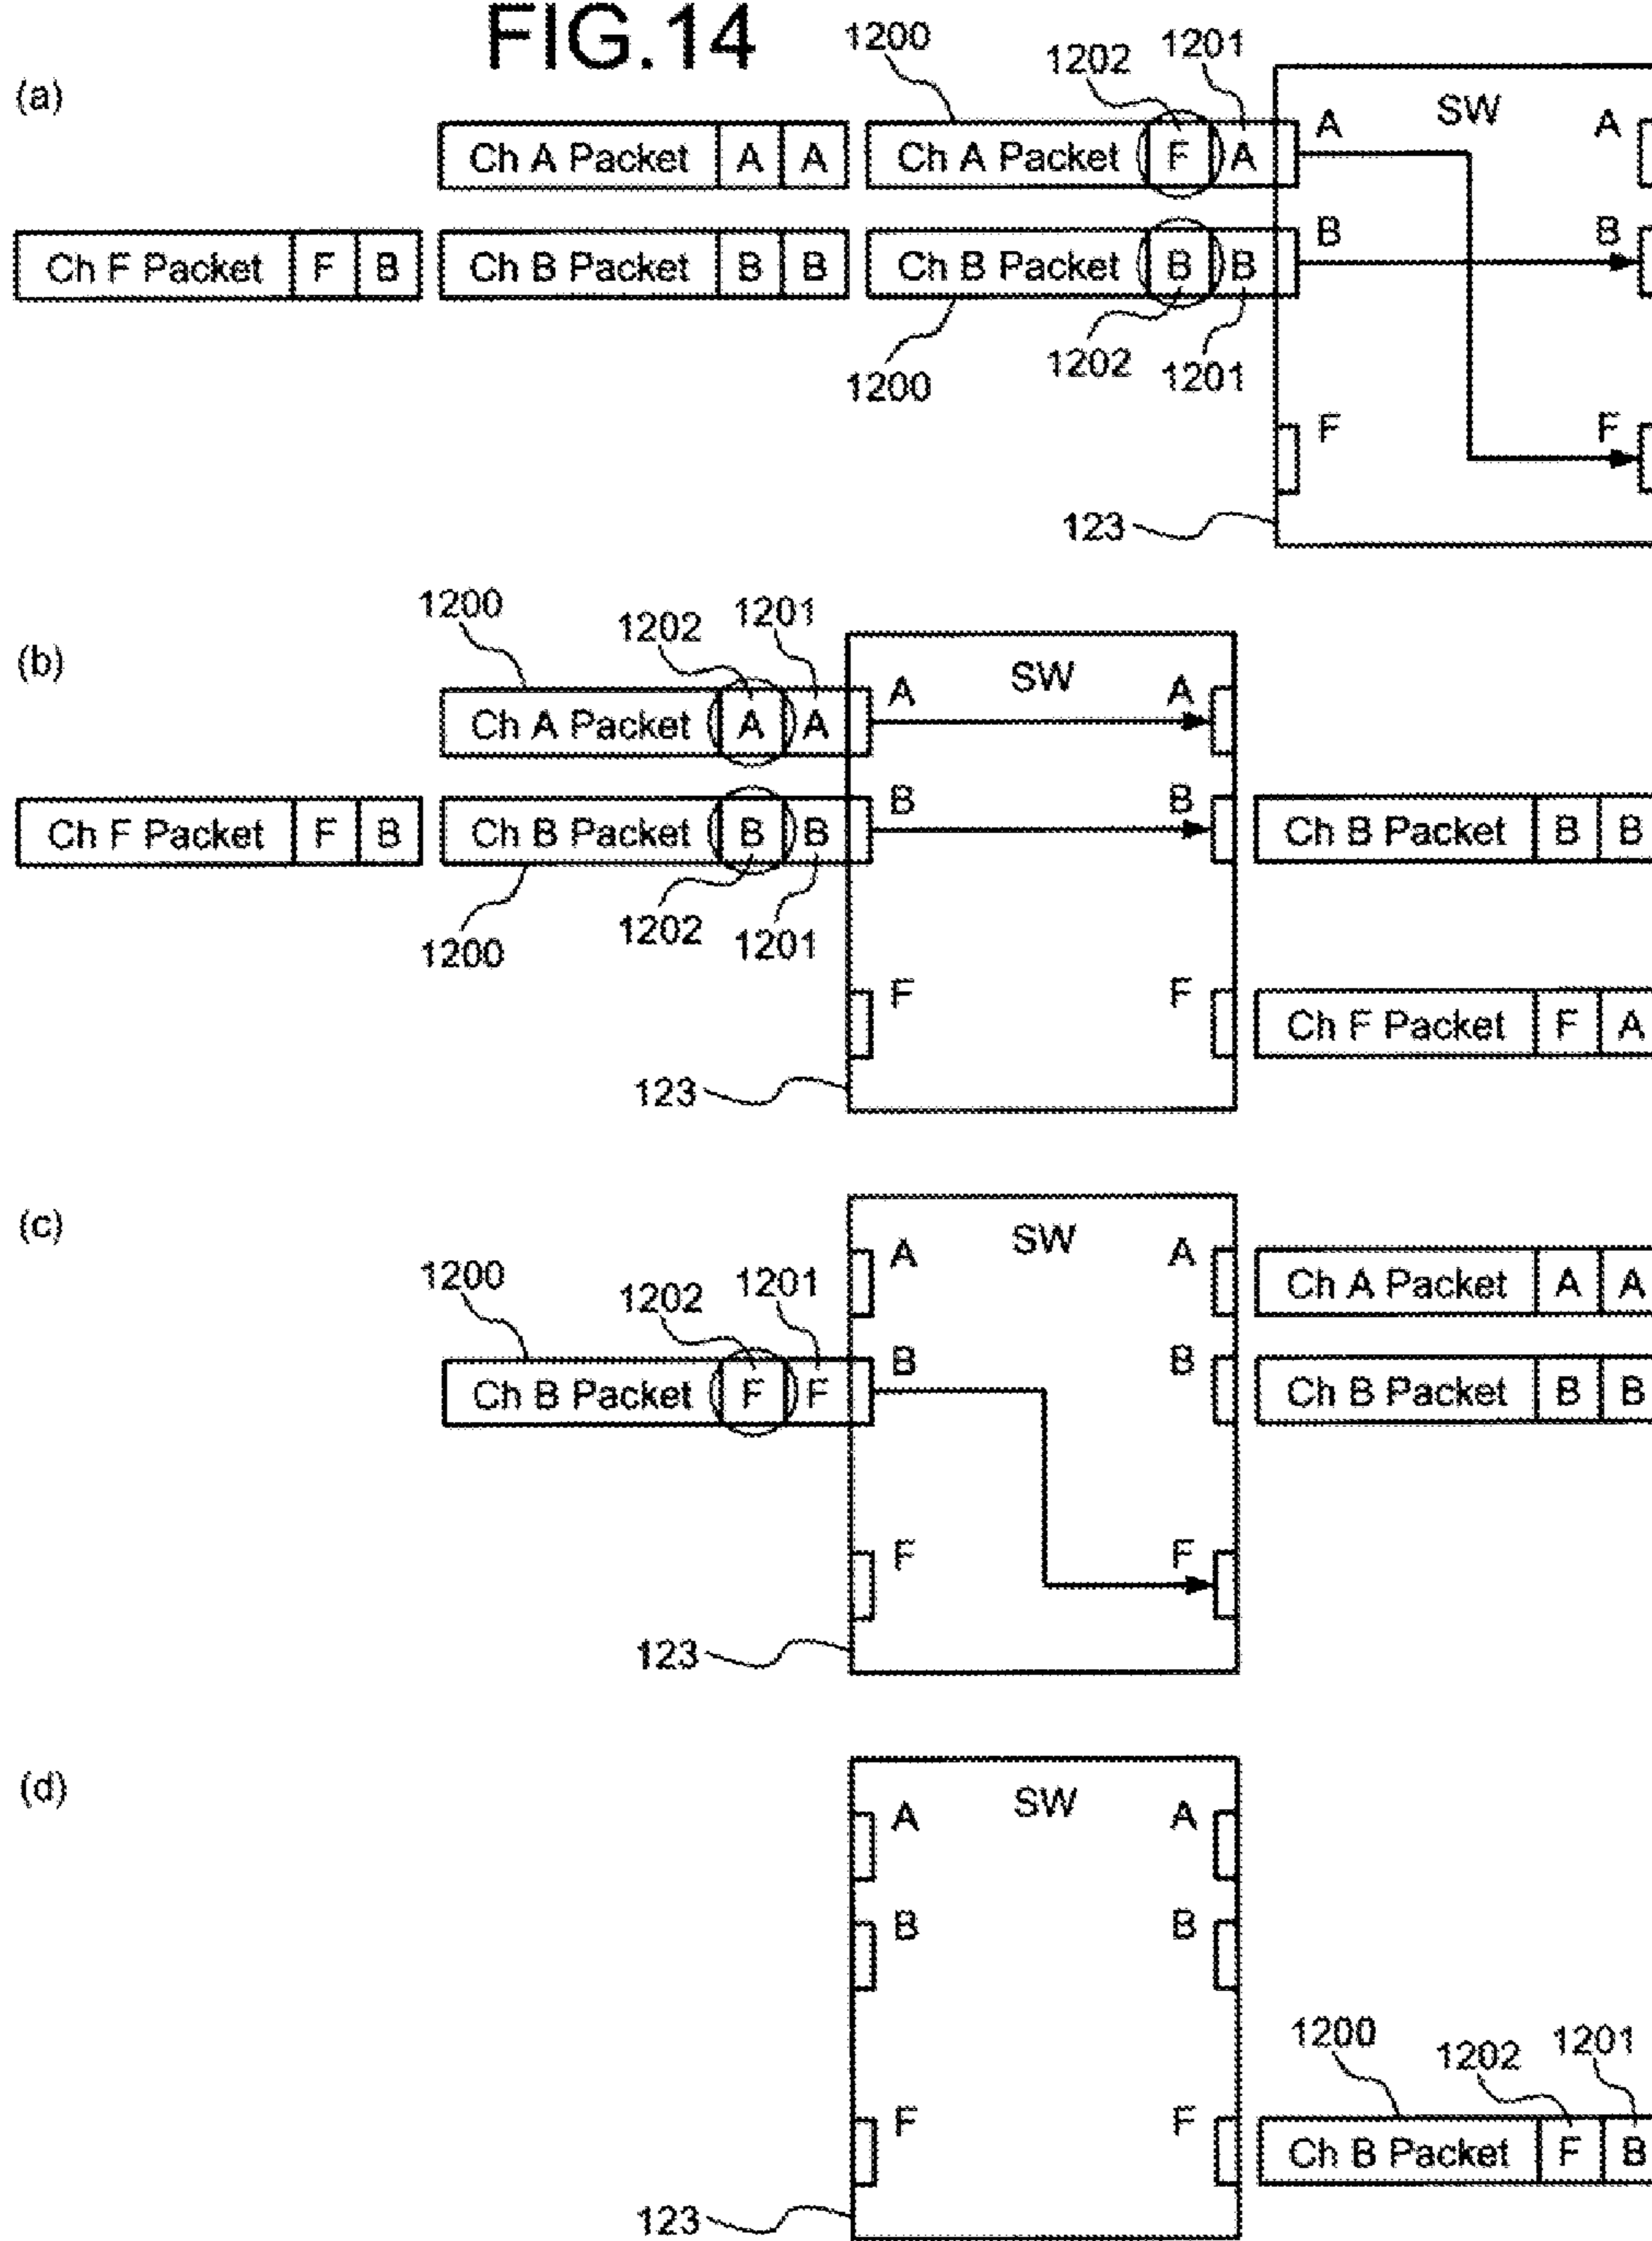 FIG.14
(a)
1200 1202 1201
Ch A Packet A A Ch A Packet F A A SW A
Ch F Packet F B Ch B Packet B B Ch B Packet B B B B
1200 1202 1201
F F
123
(b)
1200 1202 1201
Ch A Packet A A A SW A
Ch F Packet F B Ch B Packet B B B B Ch B Packet B B
1200 1202 1201
F F Ch F Packet F A
123
(c)
1200 1202 1201
A SW A Ch A Packet A A
Ch B Packet F F B B Ch B Packet B B
F F
123
(d)
A SW A
B B
1200 1202 1201
F F Ch B Packet F B
123